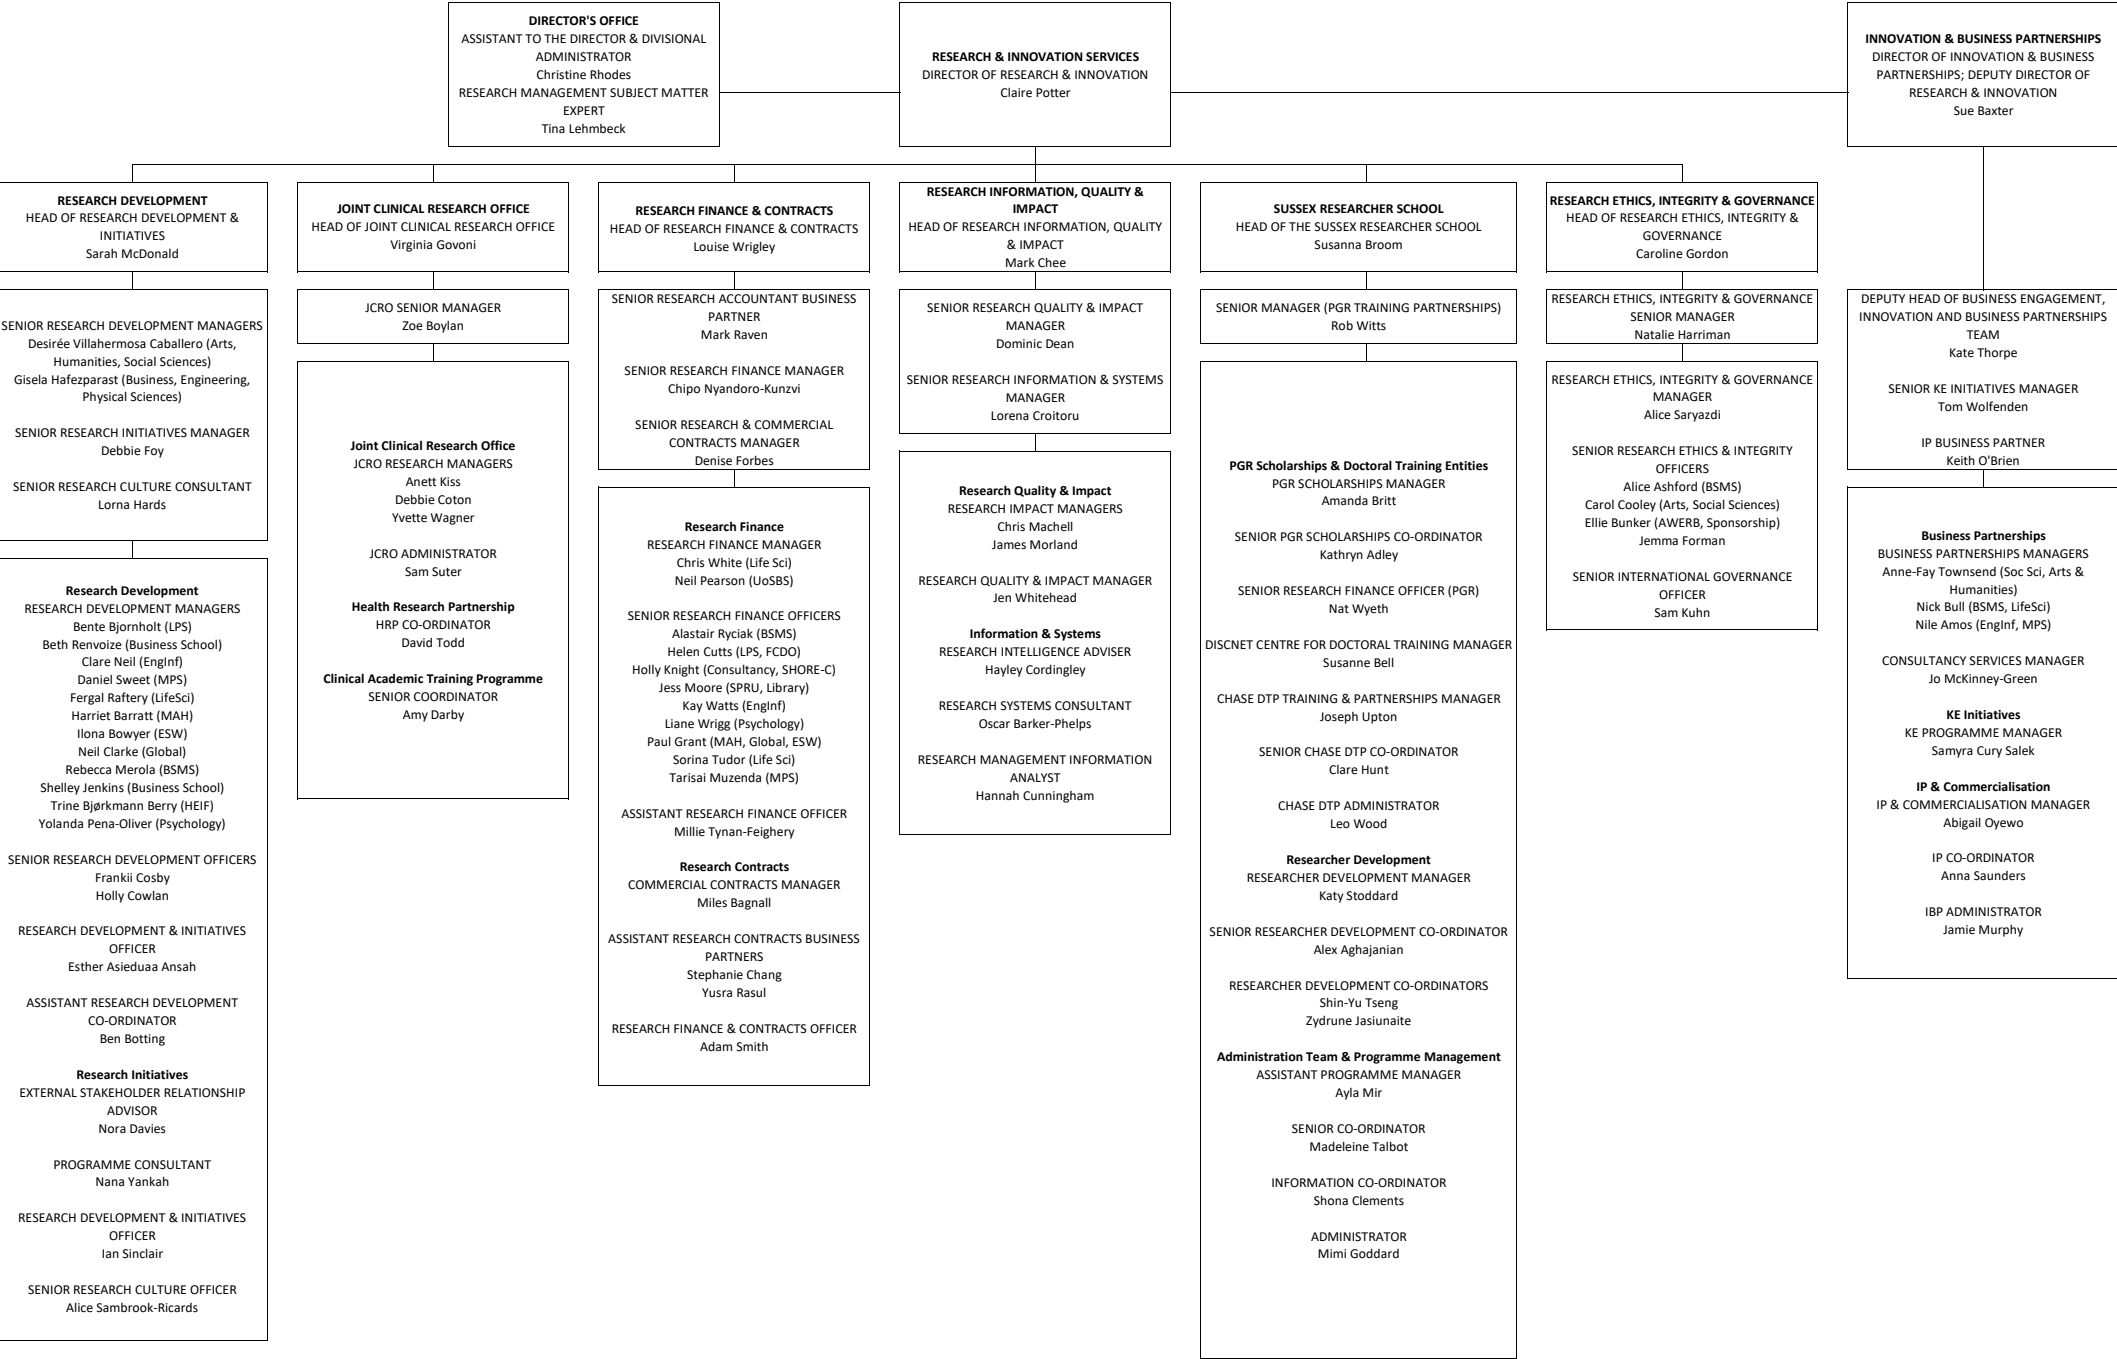 DIRECTOR'S OFFICE
ASSISTANT TO THE DIRECTOR & DIVISIONAL
ADMINISTRATOR
Christine Rhodes
RESEARCH MANAGEMENT SUBJECT MATTER
EXPERT
Tina Lehmbeck
RESEARCH & INNOVATION SERVICES
DIRECTOR OF RESEARCH & INNOVATION
Claire Potter
INNOVATION & BUSINESS PARTNERSHIPS
DIRECTOR OF INNOVATION & BUSINESS
PARTNERSHIPS; DEPUTY DIRECTOR OF
RESEARCH & INNOVATION
Sue Baxter
RESEARCH DEVELOPMENT
HEAD OF RESEARCH DEVELOPMENT &
INITIATIVES
Sarah McDonald
SENIOR RESEARCH DEVELOPMENT MANAGERS
Desirée Villahermosa Caballero (Arts,
Humanities, Social Sciences)
Gisela Hafezparast (Business, Engineering,
Physical Sciences)
SENIOR RESEARCH INITIATIVES MANAGER
Debbie Foy
SENIOR RESEARCH CULTURE CONSULTANT
Lorna Hards
Research Development
RESEARCH DEVELOPMENT MANAGERS
Bente Bjornholt (LPS)
Beth Renvoize (Business School)
Clare Neil (EngInf)
Daniel Sweet (MPS)
Fergal Raftery (LifeSci)
Harriet Barratt (MAH)
Ilona Bowyer (ESW)
Neil Clarke (Global)
Rebecca Merola (BSMS)
Shelley Jenkins (Business School)
Trine Bjørkmann Berry (HEIF)
Yolanda Pena-Oliver (Psychology)
SENIOR RESEARCH DEVELOPMENT OFFICERS
Frankii Cosby
Holly Cowlan
RESEARCH DEVELOPMENT & INITIATIVES
OFFICER
Esther Asieduaa Ansah
ASSISTANT RESEARCH DEVELOPMENT
CO-ORDINATOR
Ben Botting
Research Initiatives
EXTERNAL STAKEHOLDER RELATIONSHIP
ADVISOR
Nora Davies
PROGRAMME CONSULTANT
Nana Yankah
RESEARCH DEVELOPMENT & INITIATIVES
OFFICER
Ian Sinclair
SENIOR RESEARCH CULTURE OFFICER
Alice Sambrook-Ricards
JOINT CLINICAL RESEARCH OFFICE
HEAD OF JOINT CLINICAL RESEARCH OFFICE
Virginia Govoni
JCRO SENIOR MANAGER
Zoe Boylan
Joint Clinical Research Office
JCRO RESEARCH MANAGERS
Anett Kiss
Debbie Coton
Yvette Wagner
JCRO ADMINISTRATOR
Sam Suter
Health Research Partnership
HRP CO-ORDINATOR
David Todd
Clinical Academic Training Programme
SENIOR COORDINATOR
Amy Darby
RESEARCH FINANCE & CONTRACTS
HEAD OF RESEARCH FINANCE & CONTRACTS
Louise Wrigley
SENIOR RESEARCH ACCOUNTANT BUSINESS
PARTNER
Mark Raven
SENIOR RESEARCH FINANCE MANAGER
Chipo Nyandoro-Kunzvi
SENIOR RESEARCH & COMMERCIAL
CONTRACTS MANAGER
Denise Forbes
Research Finance
RESEARCH FINANCE MANAGER
Chris White (Life Sci)
Neil Pearson (UoSBS)
SENIOR RESEARCH FINANCE OFFICERS
Alastair Ryciak (BSMS)
Helen Cutts (LPS, FCDO)
Holly Knight (Consultancy, SHORE-C)
Jess Moore (SPRU, Library)
Kay Watts (EngInf)
Liane Wrigg (Psychology)
Paul Grant (MAH, Global, ESW)
Sorina Tudor (Life Sci)
Tarisai Muzenda (MPS)
ASSISTANT RESEARCH FINANCE OFFICER
Millie Tynan-Feighery
Research Contracts
COMMERCIAL CONTRACTS MANAGER
Miles Bagnall
ASSISTANT RESEARCH CONTRACTS BUSINESS
PARTNERS
Stephanie Chang
Yusra Rasul
RESEARCH FINANCE & CONTRACTS OFFICER
Adam Smith
RESEARCH INFORMATION, QUALITY &
IMPACT
HEAD OF RESEARCH INFORMATION, QUALITY
& IMPACT
Mark Chee
SENIOR RESEARCH QUALITY & IMPACT
MANAGER
Dominic Dean
SENIOR RESEARCH INFORMATION & SYSTEMS
MANAGER
Lorena Croitoru
Research Quality & Impact
RESEARCH IMPACT MANAGERS
Chris Machell
James Morland
RESEARCH QUALITY & IMPACT MANAGER
Jen Whitehead
Information & Systems
RESEARCH INTELLIGENCE ADVISER
Hayley Cordingley
RESEARCH SYSTEMS CONSULTANT
Oscar Barker-Phelps
RESEARCH MANAGEMENT INFORMATION
ANALYST
Hannah Cunningham
SUSSEX RESEARCHER SCHOOL
HEAD OF THE SUSSEX RESEARCHER SCHOOL
Susanna Broom
SENIOR MANAGER (PGR TRAINING PARTNERSHIPS)
Rob Witts
PGR Scholarships & Doctoral Training Entities
PGR SCHOLARSHIPS MANAGER
Amanda Britt
SENIOR PGR SCHOLARSHIPS CO-ORDINATOR
Kathryn Adley
SENIOR RESEARCH FINANCE OFFICER (PGR)
Nat Wyeth
DISCNET CENTRE FOR DOCTORAL TRAINING MANAGER
Susanne Bell
CHASE DTP TRAINING & PARTNERSHIPS MANAGER
Joseph Upton
SENIOR CHASE DTP CO-ORDINATOR
Clare Hunt
CHASE DTP ADMINISTRATOR
Leo Wood
Researcher Development
RESEARCHER DEVELOPMENT MANAGER
Katy Stoddard
SENIOR RESEARCHER DEVELOPMENT CO-ORDINATOR
Alex Aghajanian
RESEARCHER DEVELOPMENT CO-ORDINATORS
Shin-Yu Tseng
Zydrune Jasiunaite
Administration Team & Programme Management
ASSISTANT PROGRAMME MANAGER
Ayla Mir
SENIOR CO-ORDINATOR
Madeleine Talbot
INFORMATION CO-ORDINATOR
Shona Clements
ADMINISTRATOR
Mimi Goddard
RESEARCH ETHICS, INTEGRITY & GOVERNANCE
HEAD OF RESEARCH ETHICS, INTEGRITY &
GOVERNANCE
Caroline Gordon
RESEARCH ETHICS, INTEGRITY & GOVERNANCE
SENIOR MANAGER
Natalie Harriman
RESEARCH ETHICS, INTEGRITY & GOVERNANCE
MANAGER
Alice Saryazdi
SENIOR RESEARCH ETHICS & INTEGRITY
OFFICERS
Alice Ashford (BSMS)
Carol Cooley (Arts, Social Sciences)
Ellie Bunker (AWERB, Sponsorship)
Jemma Forman
SENIOR INTERNATIONAL GOVERNANCE
OFFICER
Sam Kuhn
DEPUTY HEAD OF BUSINESS ENGAGEMENT,
INNOVATION AND BUSINESS PARTNERSHIPS
TEAM
Kate Thorpe
SENIOR KE INITIATIVES MANAGER
Tom Wolfenden
IP BUSINESS PARTNER
Keith O'Brien
Business Partnerships
BUSINESS PARTNERSHIPS MANAGERS
Anne-Fay Townsend (Soc Sci, Arts &
Humanities)
Nick Bull (BSMS, LifeSci)
Nile Amos (EngInf, MPS)
CONSULTANCY SERVICES MANAGER
Jo McKinney-Green
KE Initiatives
KE PROGRAMME MANAGER
Samyra Cury Salek
IP & Commercialisation
IP & COMMERCIALISATION MANAGER
Abigail Oyewo
IP CO-ORDINATOR
Anna Saunders
IBP ADMINISTRATOR
Jamie Murphy